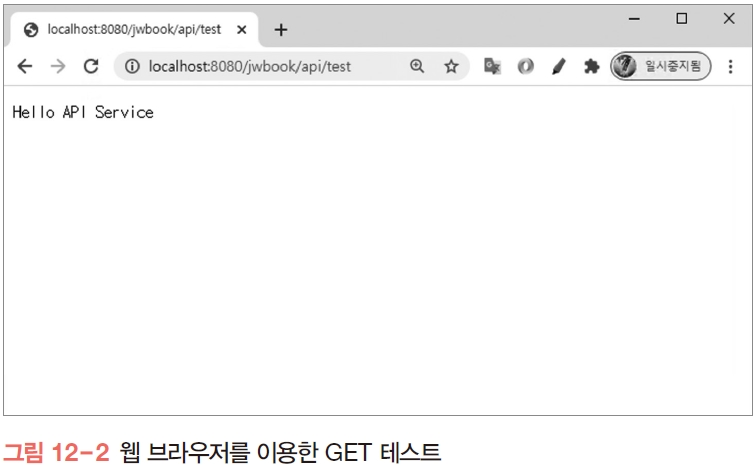 localhost:8080/jwbook/api/test
localhost:8080/jwbook/api/test 일시중지됨
Hello API Service
그림 12-2 웹 브라우저를 이용한 GET 테스트